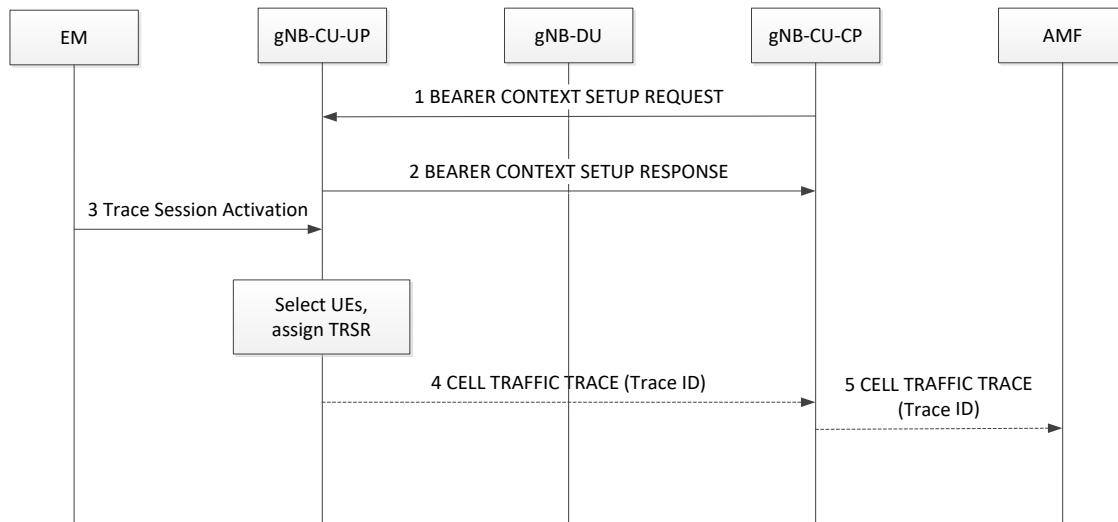 EM
gNB-CU-UP
gNB-DU
gNB-CU-CP
AMF
1 BEARER CONTEXT SETUP REQUEST
2 BEARER CONTEXT SETUP RESPONSE
3 Trace Session Activation
Select UEs,
assign TRSR
4 CELL TRAFFIC TRACE (Trace ID)
5 CELL TRAFFIC TRACE
(Trace ID)